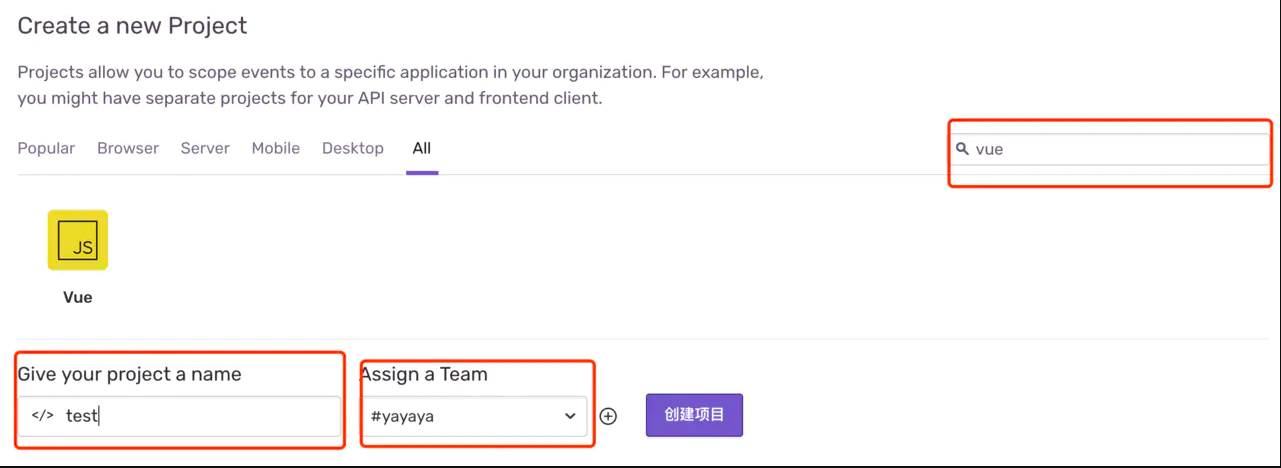 Create a new Project
Projects allow you to scope events to a specific application in your organization. For example,
you might have separate projects for your API server and frontend client.
Popular Browser Server Mobile Desktop All
vue
JS
Vue
Give your project a name
Assign a Team
</> test
#yayaya
创建项目